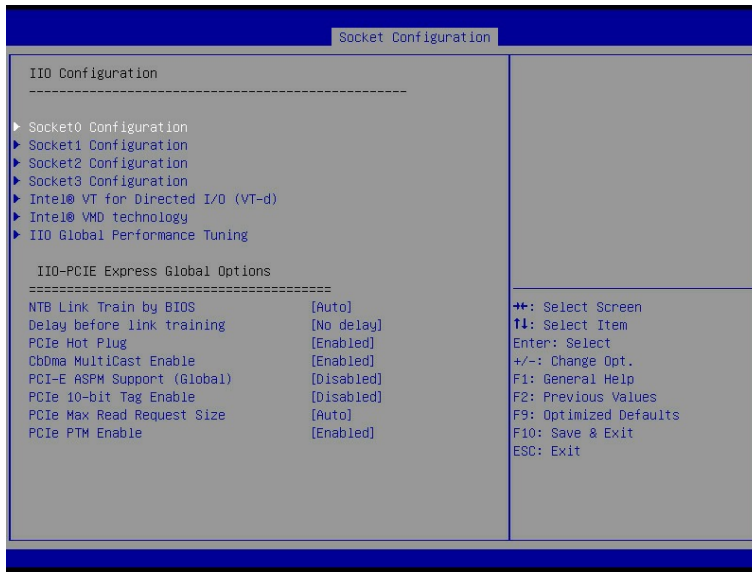 Socket Configuration
IIO Configuration
------------------------------------------------
Socket0 Configuration
Socket1 Configuration
Socket2 Configuration
Socket3 Configuration
Intel® VT for Directed I/O (VT-d)
Intel® VMD technology
IIO Global Performance Tuning
IIO-PCIE Express Global Options
========================================
NTB Link Train by BIOS [Auto]
Delay before link training [No delay]
PCIe Hot Plug [Enabled]
CbDma MultiCast Enable [Enabled]
PCI-E ASPM Support (Global) [Disabled]
PCIe 10-bit Tag Enable [Disabled]
PCIe Max Read Request Size [Auto]
PCIe PTM Enable [Enabled]
→←: Select Screen
↑↓: Select Item
Enter: Select
+/-: Change Opt.
F1: General Help
F2: Previous Values
F9: Optimized Defaults
F10: Save & Exit
ESC: Exit